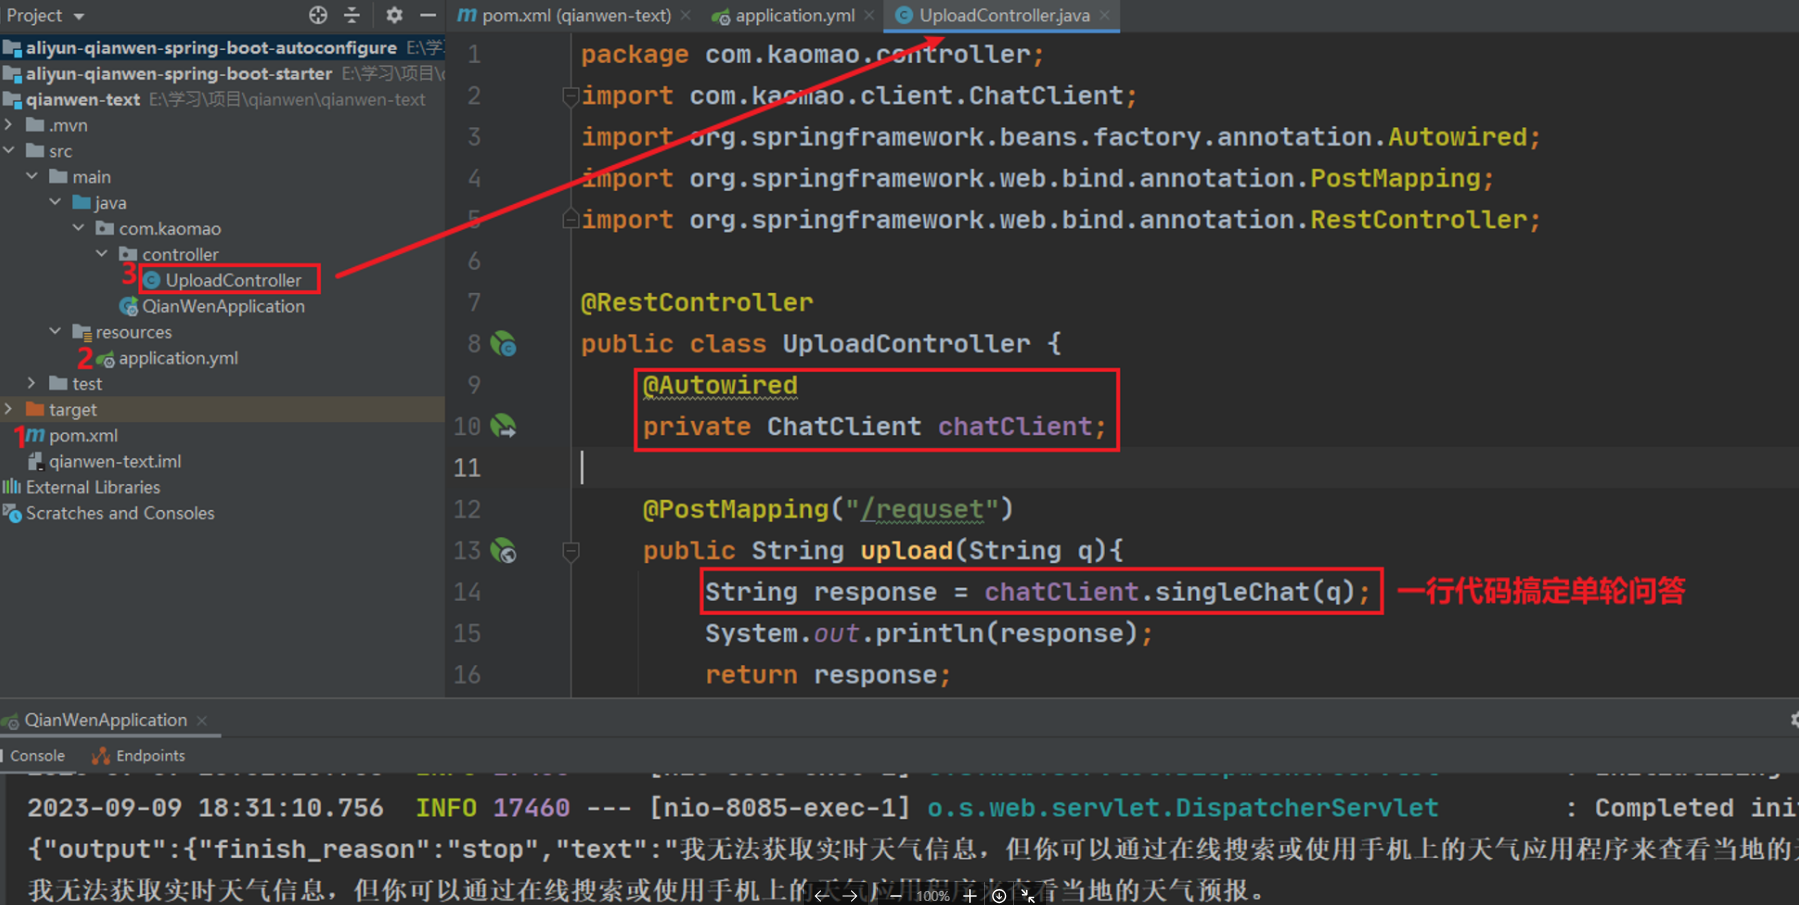 Project
pom.xml (qianwen-text)
application.yml
UploadController.java
aliyun-qianwen-spring-boot-autoconfigure E:\学
aliyun-qianwen-spring-boot-starter E:\学习\项目\
qianwen-text E:\学习\项目\qianwen\qianwen-text
.mvn
src
main
java
com.kaomao
controller
3 UploadController
QianWenApplication
resources
2 application.yml
test
target
1 pom.xml
qianwen-text.iml
External Libraries
Scratches and Consoles
1 package com.kaomao.controller;
2 import com.kaomao.client.ChatClient;
3 import org.springframework.beans.factory.annotation.Autowired;
4 import org.springframework.web.bind.annotation.PostMapping;
5 import org.springframework.web.bind.annotation.RestController;
6
7 @RestController
8 public class UploadController {
9 @Autowired
10 private ChatClient chatClient;
11
12 @PostMapping("/requset")
13 public String upload(String q){
14 String response = chatClient.singleChat(q); 一行代码搞定单轮问答
15 System.out.println(response);
16 return response;
QianWenApplication
Console
Endpoints
2023-09-09 18:31:10.756 INFO 17460 --- [nio-8085-exec-1] o.s.web.servlet.DispatcherServlet : Completed ini
{"output":{"finish_reason":"stop","text":"我无法获取实时天气信息，但你可以通过在线搜索或使用手机上的天气应用程序来查看当地的
我无法获取实时天气信息，但你可以通过在线搜索或使用手机上的天气应用程序来查看当地的天气预报。
100%